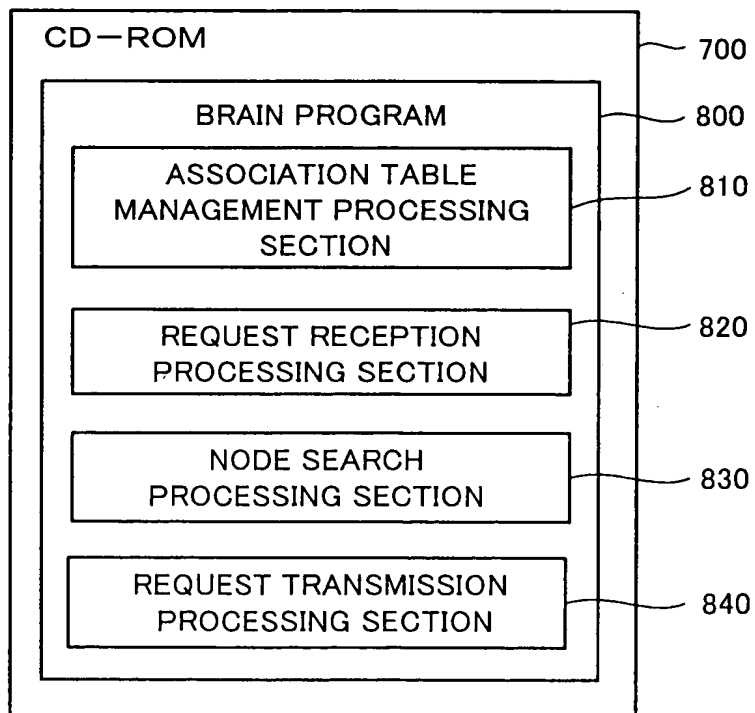 CD-ROM
700
BRAIN PROGRAM
800
ASSOCIATION TABLE
MANAGEMENT PROCESSING
SECTION
810
REQUEST RECEPTION
PROCESSING SECTION
820
NODE SEARCH
PROCESSING SECTION
830
REQUEST TRANSMISSION
PROCESSING SECTION
840